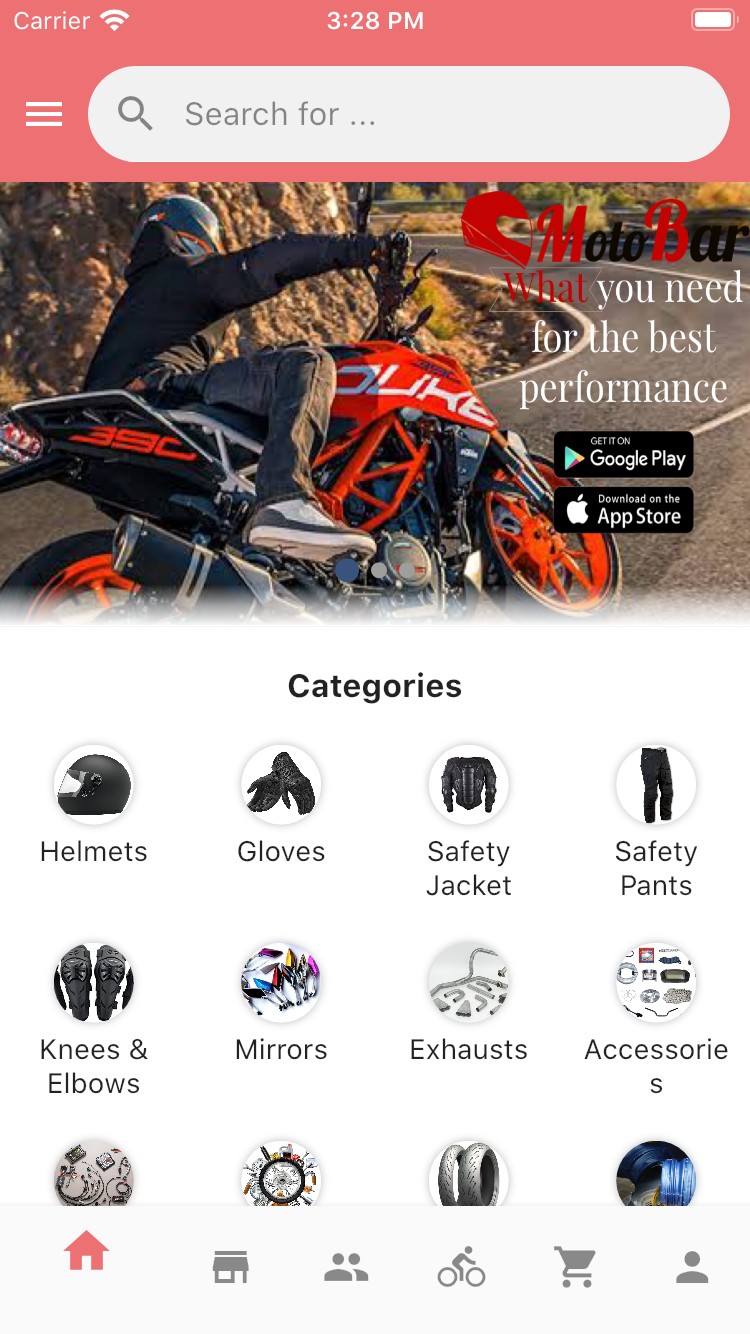 Carrier 3:28 PM
Search for ...
MotoBar
What you need
for the best
performance
DUKE
390
KTM
GET IT ON
Google Play
Download on the
App Store
Categories
Helmets Gloves Safety Safety
Jacket Pants
Knees & Mirrors Exhausts Accessorie
Elbows s